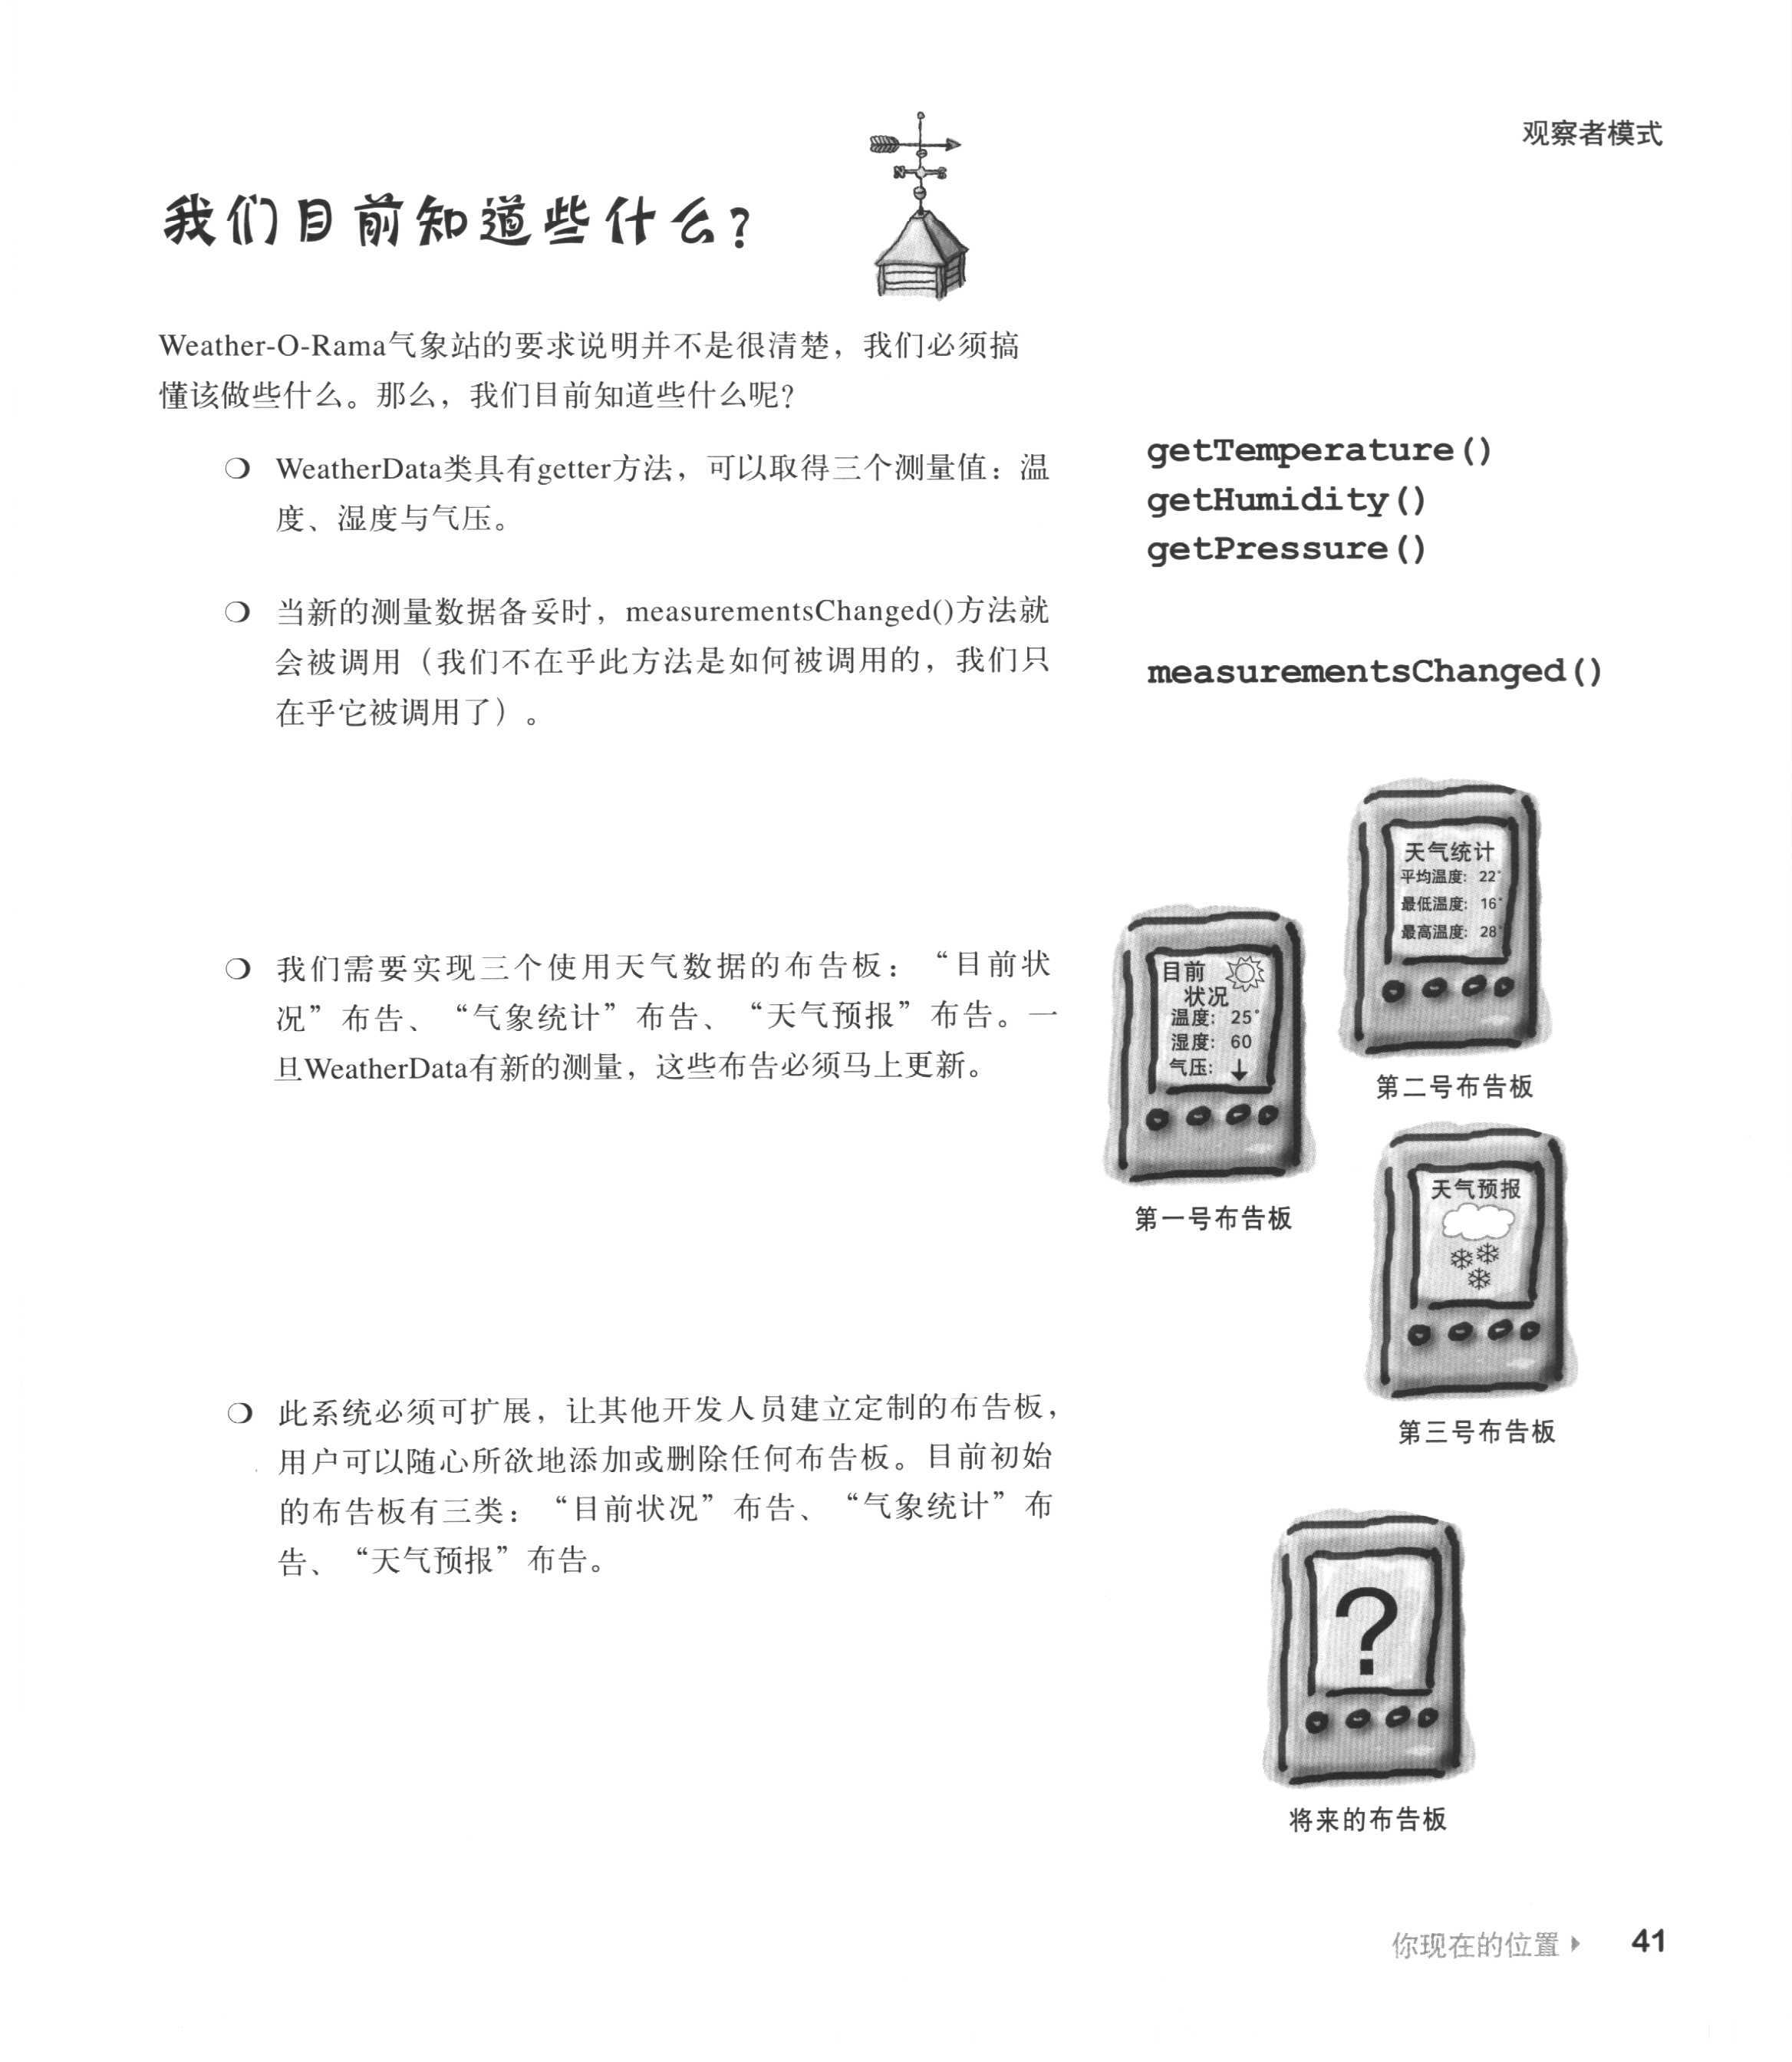 观察者模式
N S
我们目前知道些什么？
Weather-O-Rama气象站的要求说明并不是很清楚，我们必须搞
懂该做些什么。那么，我们目前知道些什么呢？
❍ WeatherData类具有getter方法，可以取得三个测量值：温
度、湿度与气压。
getTemperature()
getHumidity()
getPressure()
❍ 当新的测量数据备妥时，measurementsChanged()方法就
会被调用（我们不在乎此方法是如何被调用的，我们只
在乎它被调用了）。
measurementsChanged()
❍ 我们需要实现三个使用天气数据的布告板：“目前状
况”布告、“气象统计”布告、“天气预报”布告。一
旦WeatherData有新的测量，这些布告必须马上更新。
天气统计
平均温度: 22°
最低温度: 16°
最高温度: 28°
第二号布告板
目前
状况
温度: 25°
湿度: 60
气压:
第一号布告板
天气预报
第三号布告板
❍ 此系统必须可扩展，让其他开发人员建立定制的布告板，
用户可以随心所欲地添加或删除任何布告板。目前初始
的布告板有三类：“目前状况”布告、“气象统计”布
告、“天气预报”布告。
?
将来的布告板
你现在的位置 41